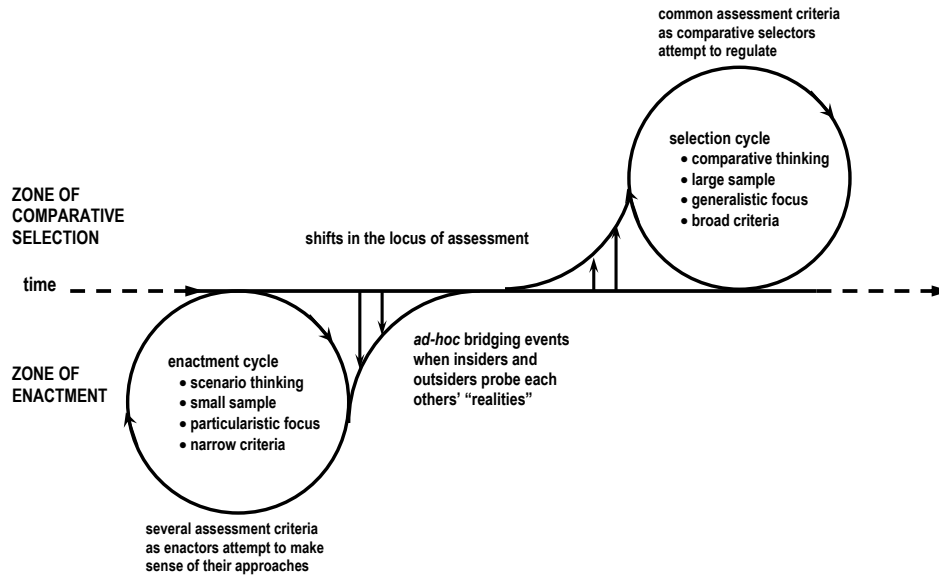 common assessment criteria
as comparative selectors
attempt to regulate
selection cycle
• comparative thinking
• large sample
• generalistic focus
• broad criteria
ZONE OF
COMPARATIVE
SELECTION
shifts in the locus of assessment
time
ad-hoc bridging events
when insiders and
outsiders probe each
others’ “realities”
ZONE OF
ENACTMENT
enactment cycle
• scenario thinking
• small sample
• particularistic focus
• narrow criteria
several assessment criteria
as enactors attempt to make
sense of their approaches